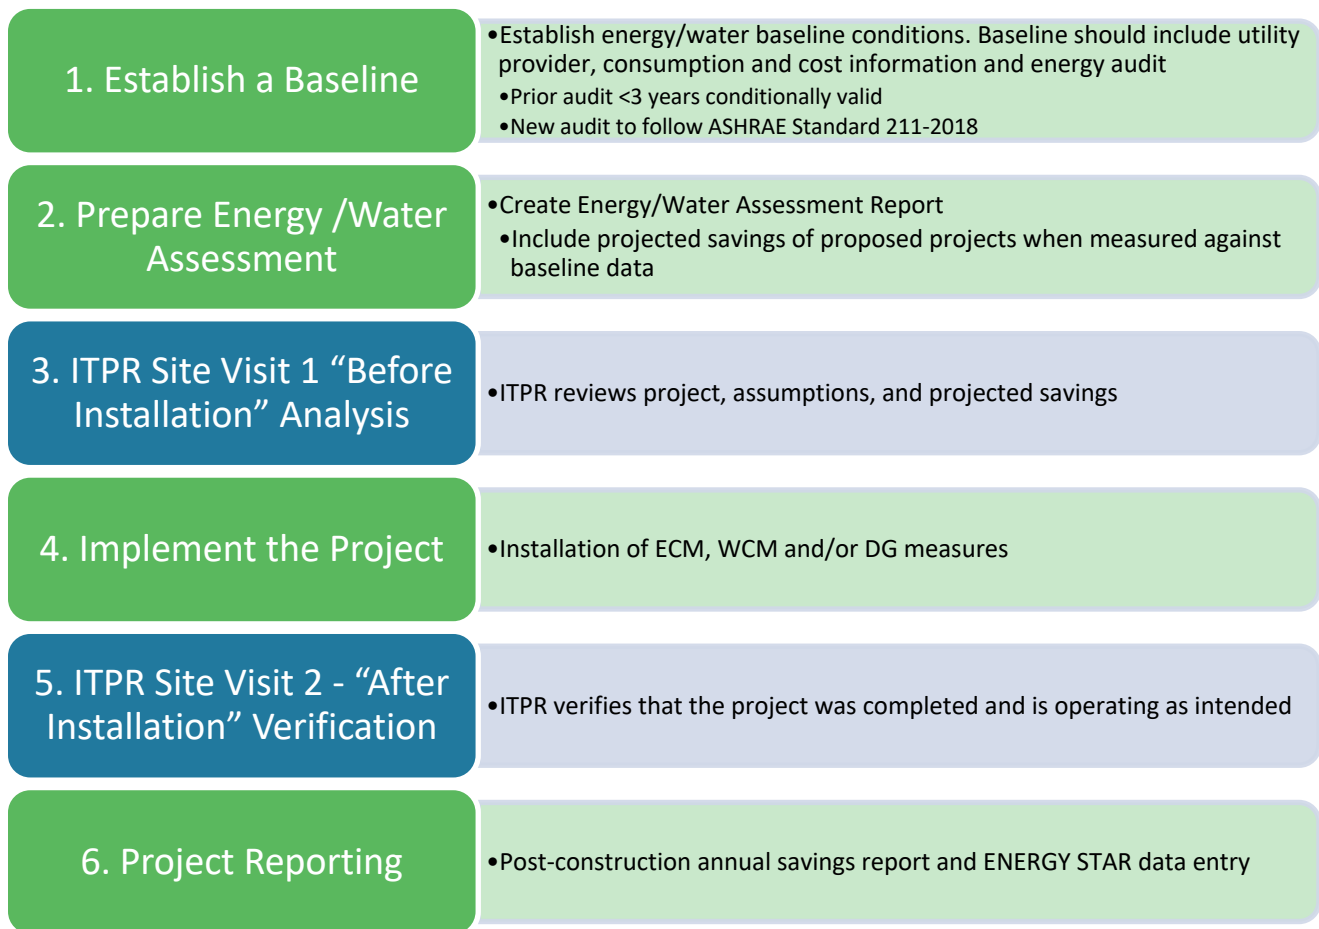 1. Establish a Baseline
•Establish energy/water baseline conditions. Baseline should include utility
provider, consumption and cost information and energy audit
•Prior audit <3 years conditionally valid
•New audit to follow ASHRAE Standard 211-2018
2. Prepare Energy /Water
Assessment
•Create Energy/Water Assessment Report
•Include projected savings of proposed projects when measured against
baseline data
3. ITPR Site Visit 1 “Before
Installation” Analysis
•ITPR reviews project, assumptions, and projected savings
4. Implement the Project
•Installation of ECM, WCM and/or DG measures
5. ITPR Site Visit 2 - “After
Installation” Verification
•ITPR verifies that the project was completed and is operating as intended
6. Project Reporting
•Post-construction annual savings report and ENERGY STAR data entry